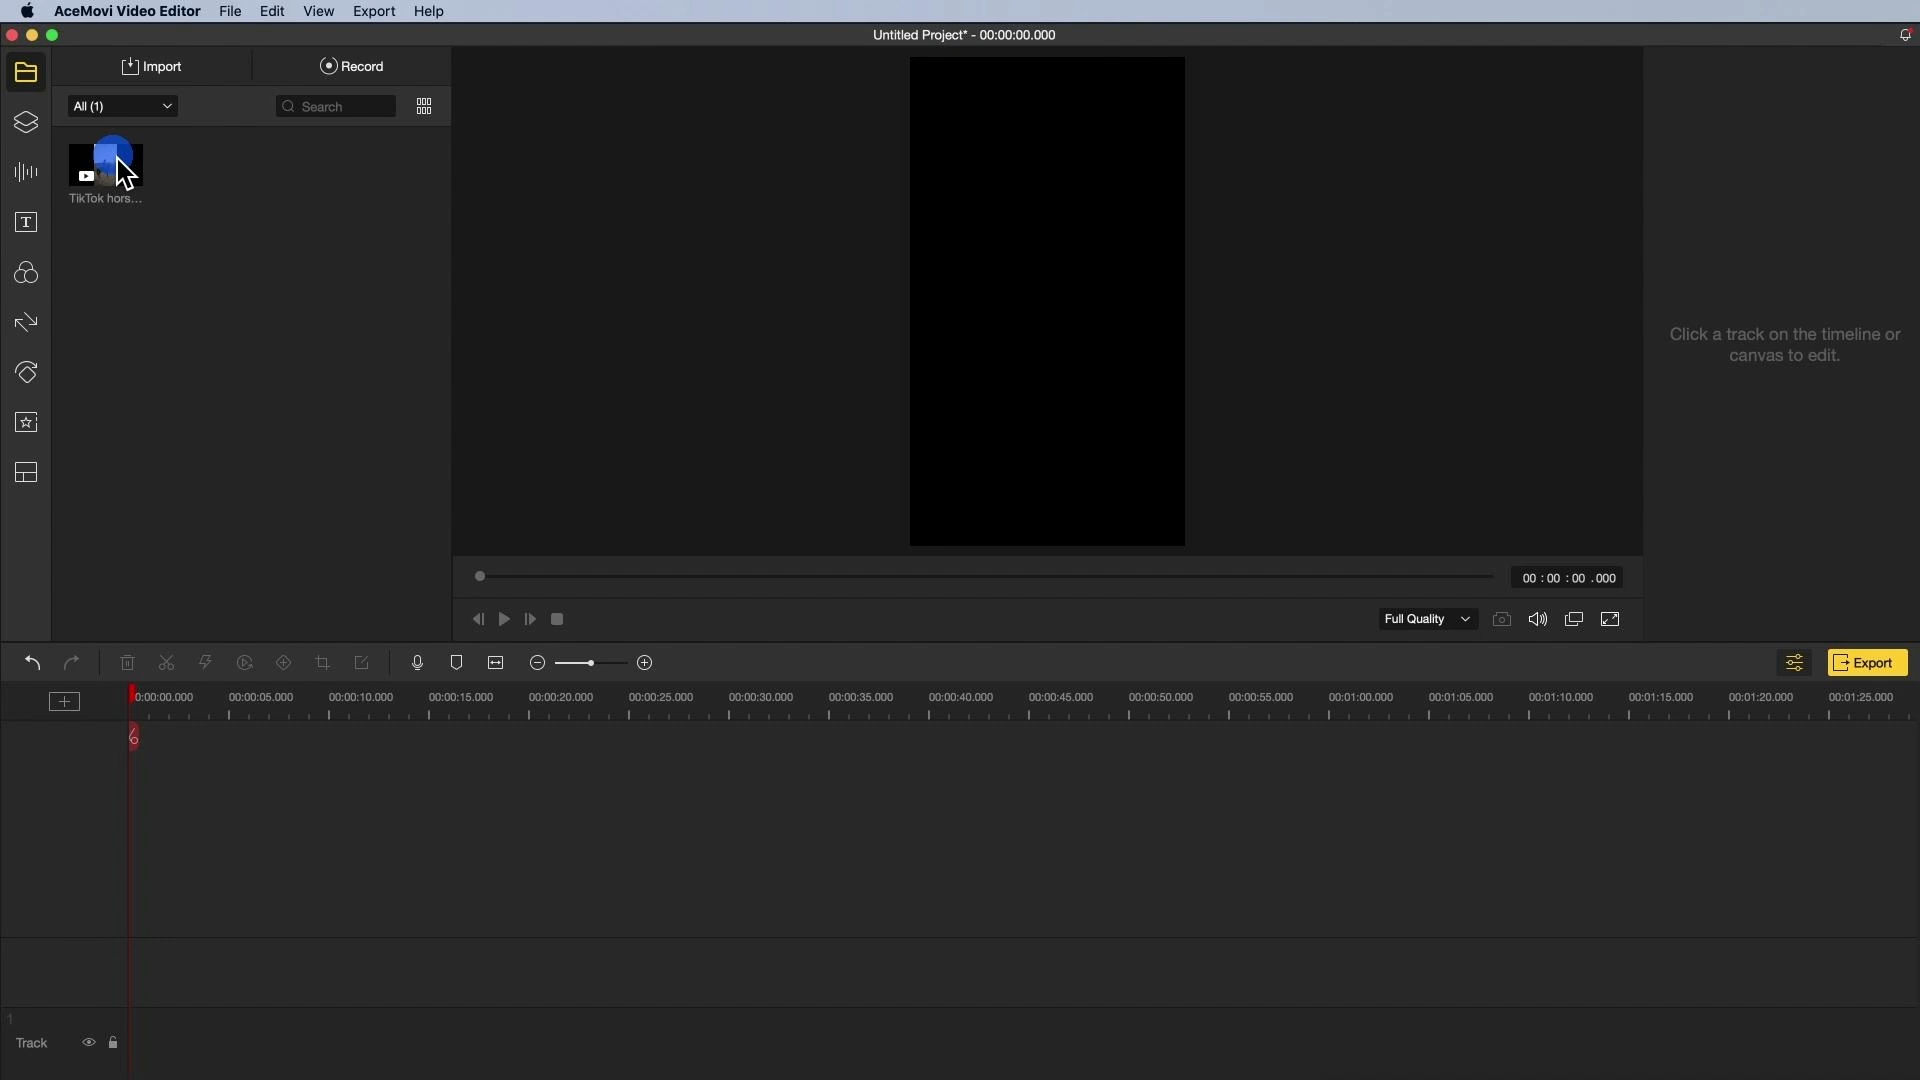 AceMovi Video Editor File Edit View Export Help
Untitled Project* - 00:00:00.000
Import Record
All (1) Search
TikTok hors...
Click a track on the timeline or
canvas to edit.
00 : 00 : 00 .000
Full Quality
Export
0:00:00.000 00:00:05.000 00:00:10.000 00:00:15.000 00:00:20.000 00:00:25.000 00:00:30.000 00:00:35.000 00:00:40.000 00:00:45.000 00:00:50.000 00:00:55.000 00:01:00.000 00:01:05.000 00:01:10.000 00:01:15.000 00:01:20.000 00:01:25.000
1
Track